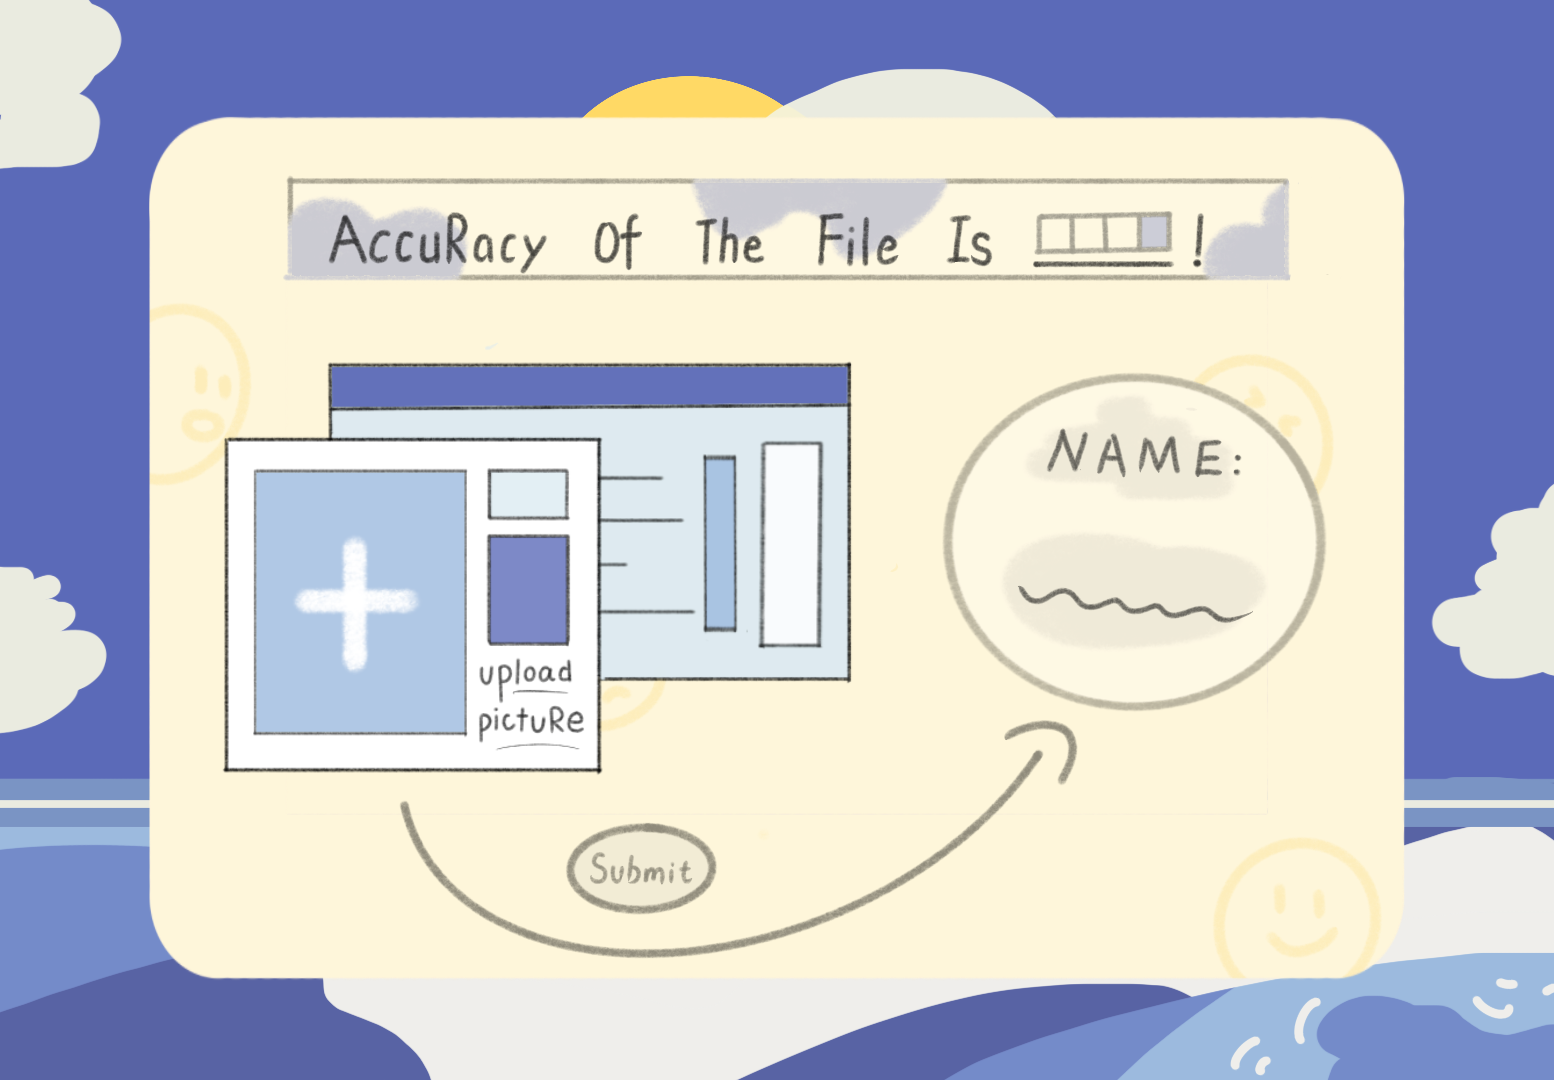 AccuRacy Of The File Is !
NAME:
upload
pictuRe
Submit